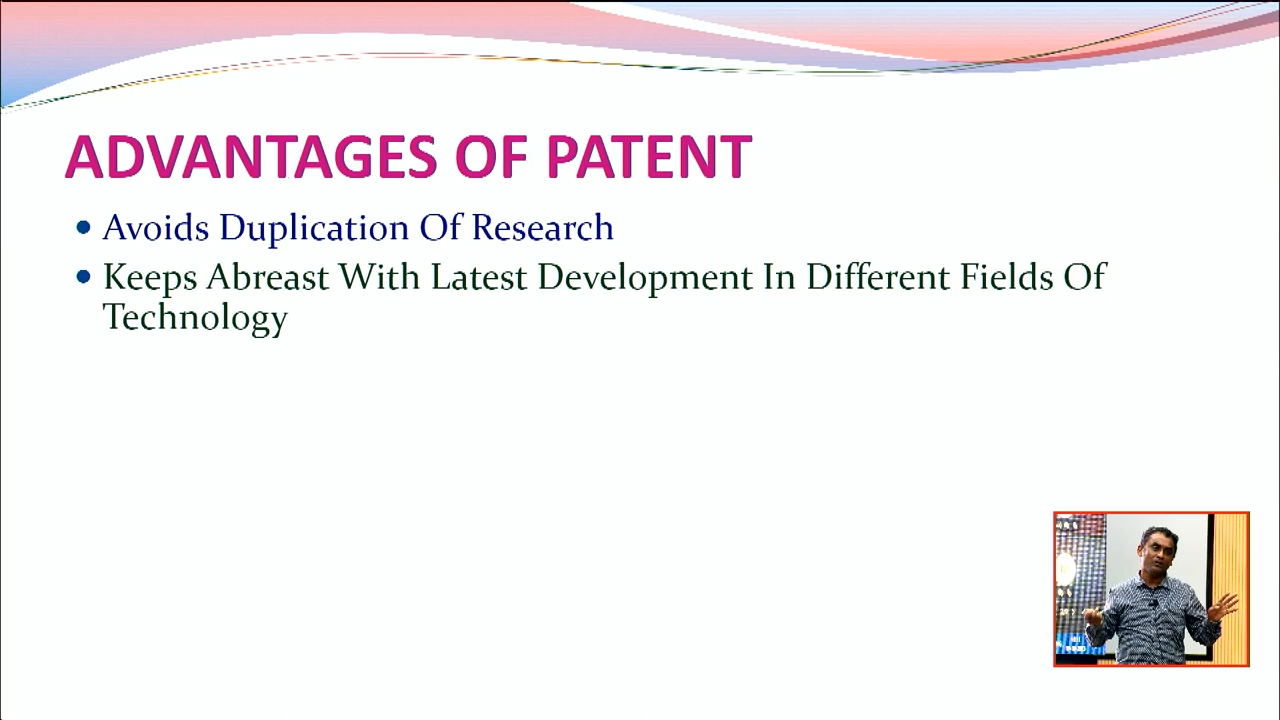 ADVANTAGES OF PATENT
• Avoids Duplication Of Research
• Keeps Abreast With Latest Development In Different Fields Of
Technology